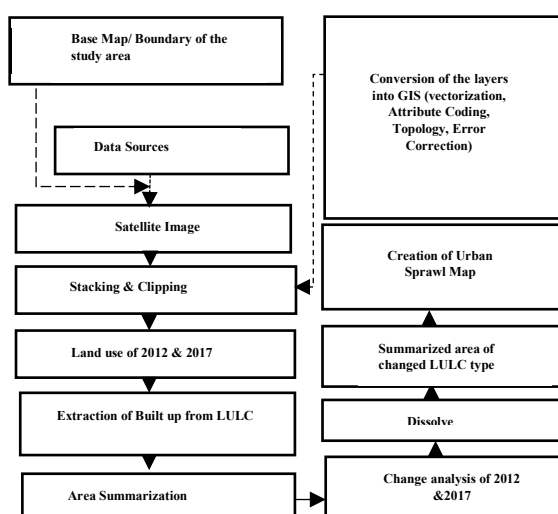 Base Map/ Boundary of the
study area
Data Sources
Satellite Image
Stacking & Clipping
Land use of 2012 & 2017
Extraction of Built up from LULC
Area Summarization
Conversion of the layers
into GIS (vectorization,
Attribute Coding,
Topology, Error
Correction)
Creation of Urban
Sprawl Map
Summarized area of
changed LULC type
Dissolve
Change analysis of 2012
&2017